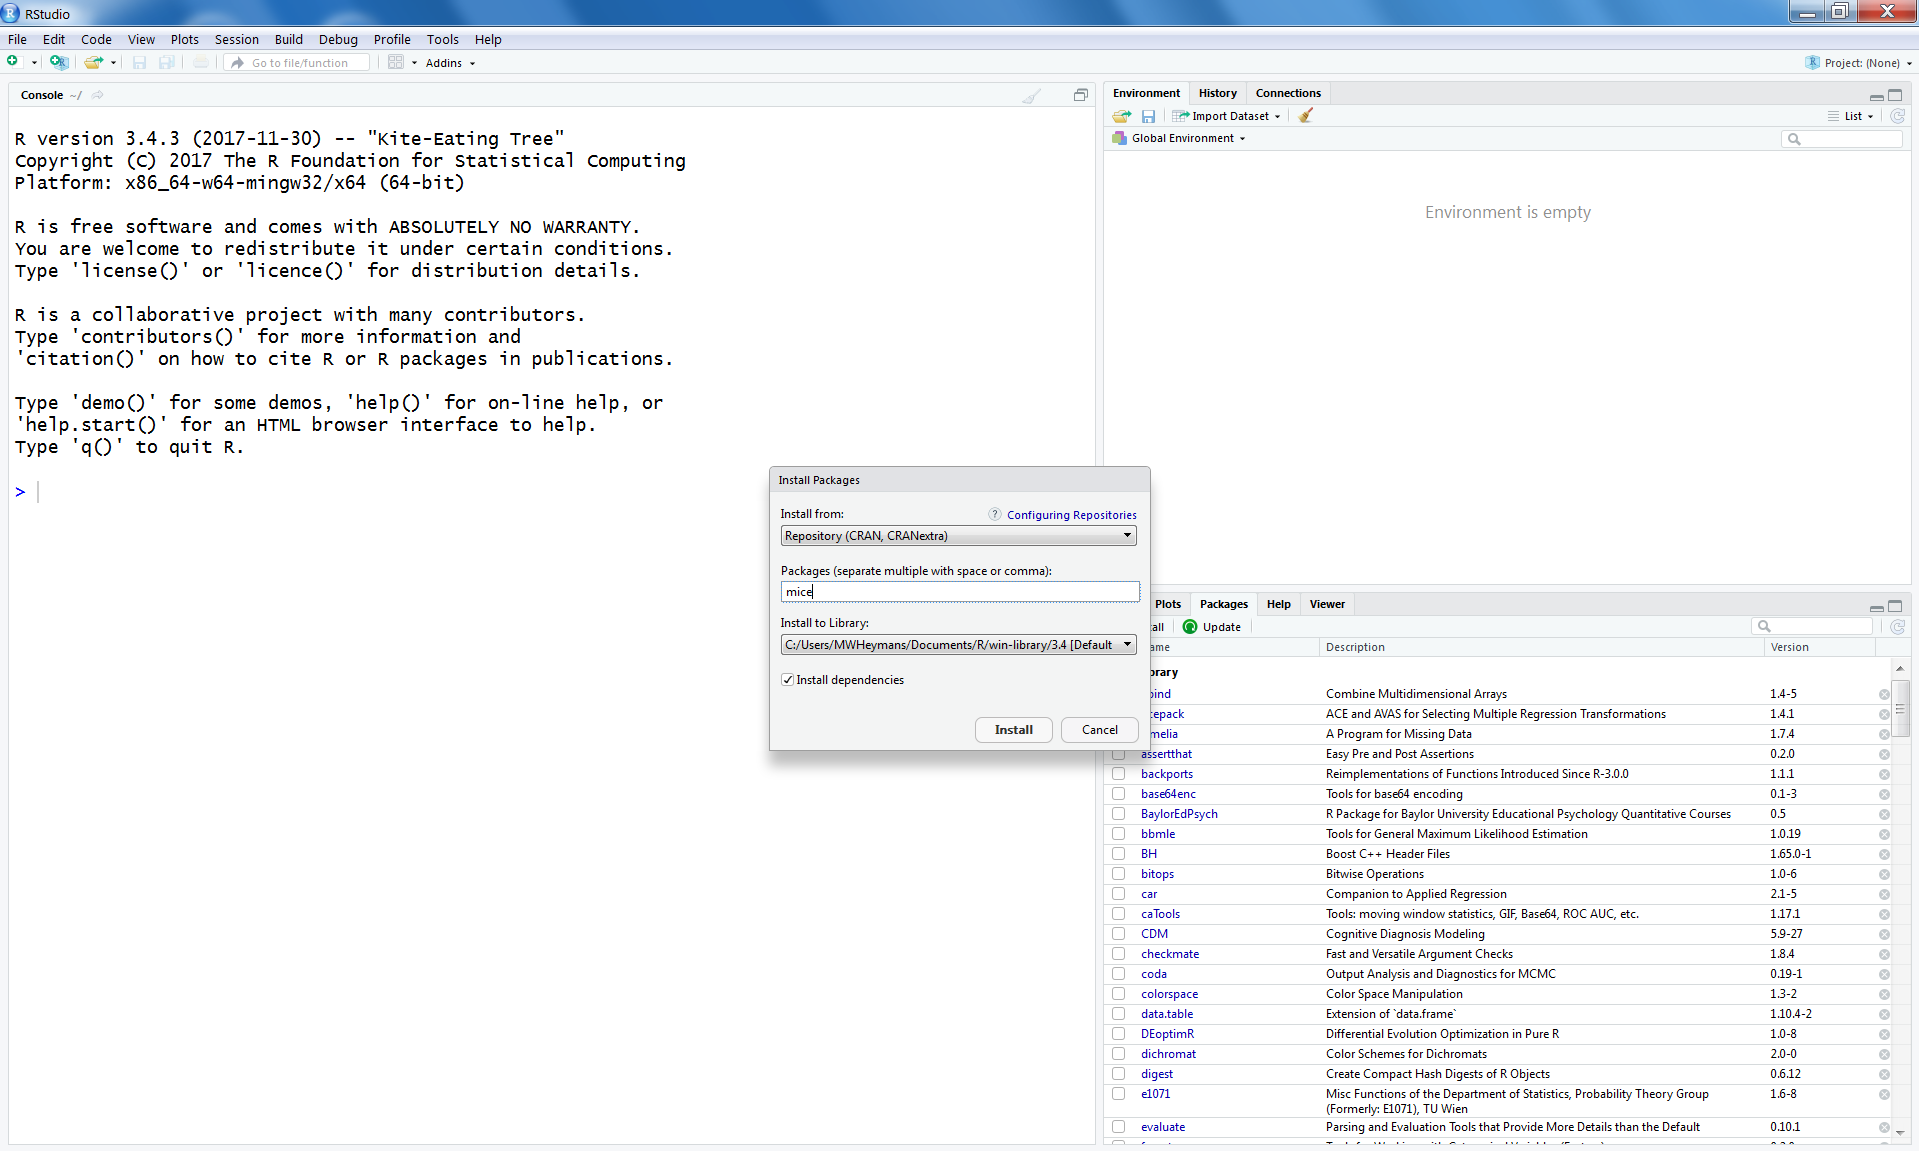 RStudio
File Edit Code View Plots Session Build Debug Profile Tools Help
Go to file/function Addins Project: (None)
Console ~/
R version 3.4.3 (2017-11-30) -- "Kite-Eating Tree"
Copyright (C) 2017 The R Foundation for Statistical Computing
Platform: x86_64-w64-mingw32/x64 (64-bit)
R is free software and comes with ABSOLUTELY NO WARRANTY.
You are welcome to redistribute it under certain conditions.
Type 'license()' or 'licence()' for distribution details.
R is a collaborative project with many contributors.
Type 'contributors()' for more information and
'citation()' on how to cite R or R packages in publications.
Type 'demo()' for some demos, 'help()' for on-line help, or
'help.start()' for an HTML browser interface to help.
Type 'q()' to quit R.
>
Install Packages
Install from: ? Configuring Repositories
Repository (CRAN, CRANextra)
Packages (separate multiple with space or comma):
mice
Install to Library:
C:/Users/MWHeymans/Documents/R/win-library/3.4 [Default
Install dependencies
Install Cancel
Environment History Connections
Import Dataset List
Global Environment
Environment is empty
Plots Packages Help Viewer
all Update
ame Description Version
brary
bind Combine Multidimensional Arrays 1.4-5
cepack ACE and AVAS for Selecting Multiple Regression Transformations 1.4.1
melia A Program for Missing Data 1.7.4
assertthat Easy Pre and Post Assertions 0.2.0
backports Reimplementations of Functions Introduced Since R-3.0.0 1.1.1
base64enc Tools for base64 encoding 0.1-3
BaylorEdPsych R Package for Baylor University Educational Psychology Quantitative Courses 0.5
bbmle Tools for General Maximum Likelihood Estimation 1.0.19
BH Boost C++ Header Files 1.65.0-1
bitops Bitwise Operations 1.0-6
car Companion to Applied Regression 2.1-5
caTools Tools: moving window statistics, GIF, Base64, ROC AUC, etc. 1.17.1
CDM Cognitive Diagnosis Modeling 5.9-27
checkmate Fast and Versatile Argument Checks 1.8.4
coda Output Analysis and Diagnostics for MCMC 0.19-1
colorspace Color Space Manipulation 1.3-2
data.table Extension of `data.frame` 1.10.4-2
DEoptimR Differential Evolution Optimization in Pure R 1.0-8
dichromat Color Schemes for Dichromats 2.0-0
digest Create Compact Hash Digests of R Objects 0.6.12
e1071 Misc Functions of the Department of Statistics, Probability Theory Group 1.6-8
(Formerly: E1071), TU Wien
evaluate Parsing and Evaluation Tools that Provide More Details than the Default 0.10.1